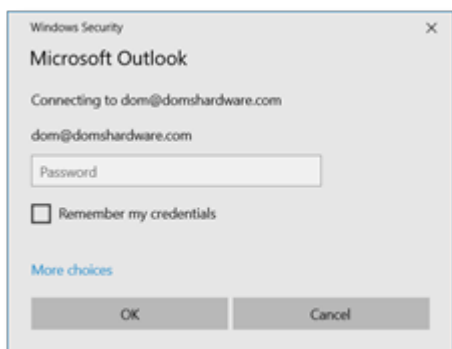 Windows Security
Microsoft Outlook
Connecting to dom@domshardware.com
dom@domshardware.com
Password
Remember my credentials
More choices
OK Cancel